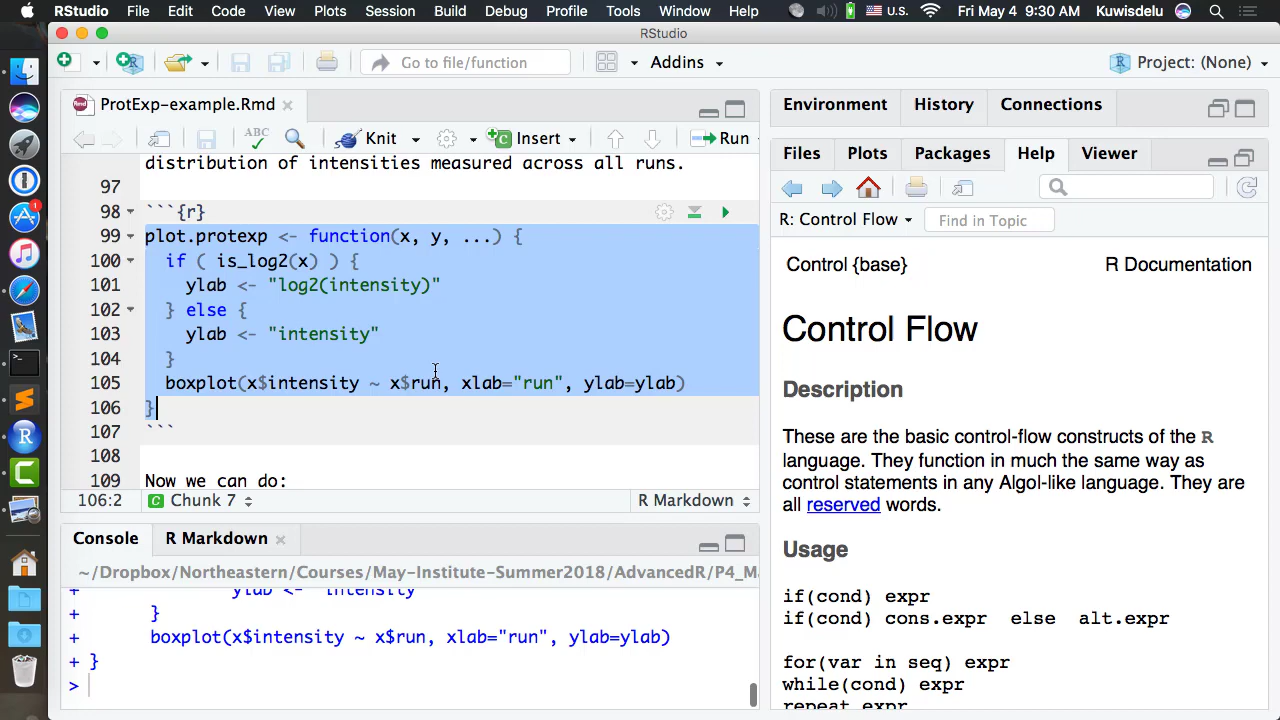 RStudio File Edit Code View Plots Session Build Debug Profile Tools Window Help U.S. Fri May 4 9:30 AM Kuwisdelu
RStudio
Go to file/function Addins Project: (None)
ProtExp-example.Rmd
ABC Knit Insert Run
distribution of intensities measured across all runs.
97
98 ```{r}
99 plot.protexp <- function(x, y, ...) {
100 if ( is_log2(x) ) {
101 ylab <- "log2(intensity)"
102 } else {
103 ylab <- "intensity"
104 }
105 boxplot(x$intensity ~ x$run, xlab="run", ylab=ylab)
106 }
107 ```
108
109 Now we can do:
106:2 C Chunk 7 R Markdown
Console R Markdown
~/Dropbox/Northeastern/Courses/May-Institute-Summer2018/AdvancedR/P4_M
+ ylab <- "intensity"
+ }
+ boxplot(x$intensity ~ x$run, xlab="run", ylab=ylab)
+ }
>
Environment History Connections
Files Plots Packages Help Viewer
R: Control Flow Find in Topic
Control {base} R Documentation
Control Flow
Description
These are the basic control-flow constructs of the R
language. They function in much the same way as
control statements in any Algol-like language. They are
all reserved words.
Usage
if(cond) expr
if(cond) cons.expr else alt.expr
for(var in seq) expr
while(cond) expr
repeat expr